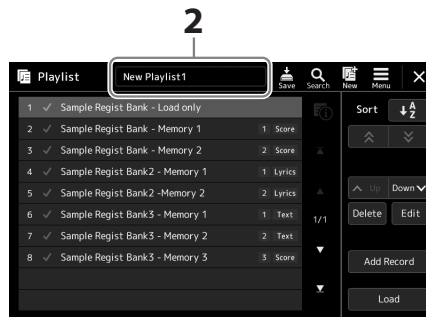 2
Playlist New Playlist1 Save Search New Menu
1 Sample Regist Bank - Load only
2 Sample Regist Bank - Memory 1 1 Score
3 Sample Regist Bank - Memory 2 2 Score
4 Sample Regist Bank2 - Memory 1 1 Lyrics
5 Sample Regist Bank2 -Memory 2 2 Lyrics
6 Sample Regist Bank3 - Memory 1 1 Text
7 Sample Regist Bank3 - Memory 2 2 Text
8 Sample Regist Bank3 - Memory 3 3 Score
1/1
Sort AZ
Up Down
Delete Edit
Add Record
Load